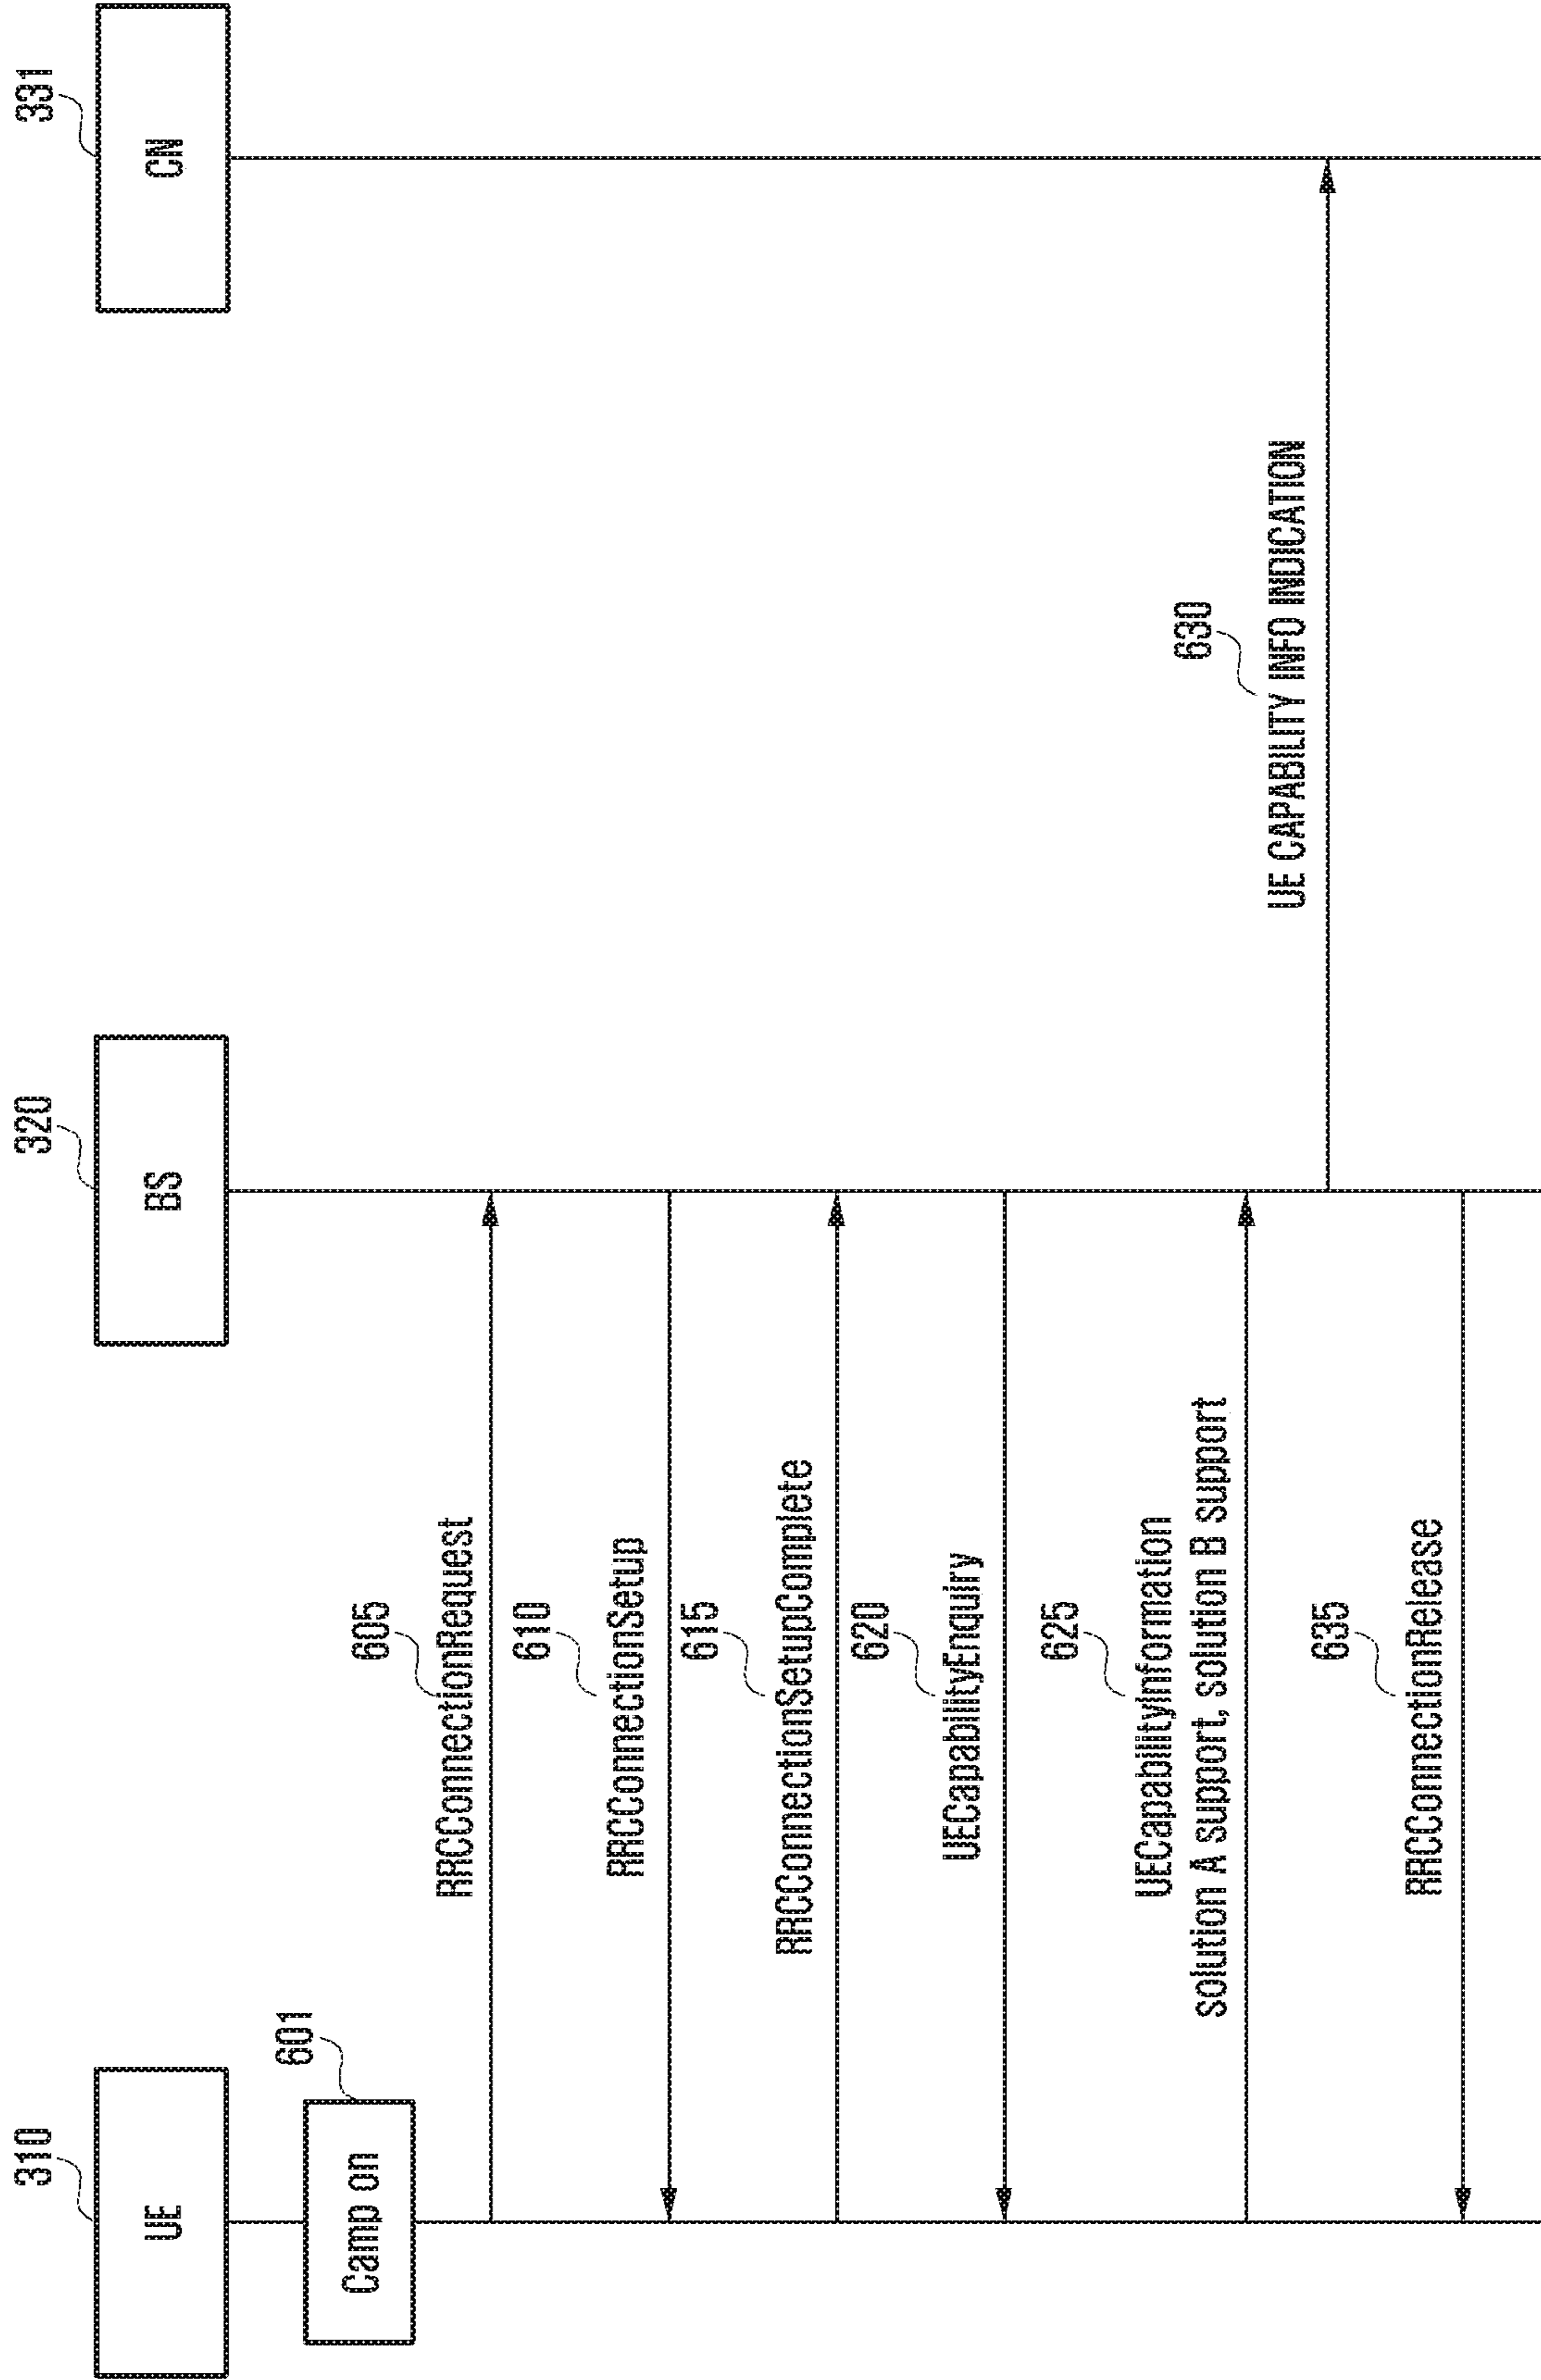 310
320
331
UE
BS
CN
601
Camp on
605
RRCConnectionRequest
610
RRCConnectionSetup
615
RRCConnectionSetupComplete
620
UECapabilityEnquiry
625
UECapabilityInformation
solution A support, solution B support
630
UE CAPABILITY INFO INDICATION
635
RRCConnectionRelease